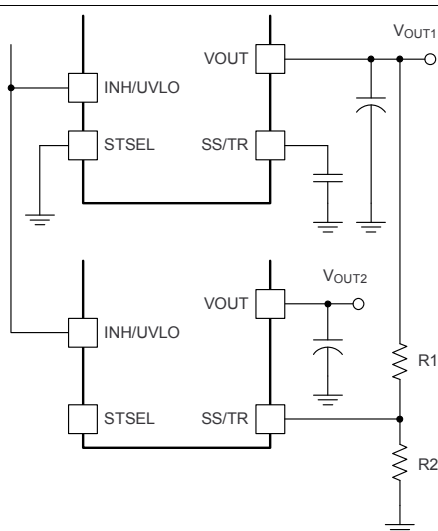 VOUT1
VOUT
INH/UVLO
STSEL
SS/TR
VOUT2
VOUT
INH/UVLO
R1
STSEL
SS/TR
R2